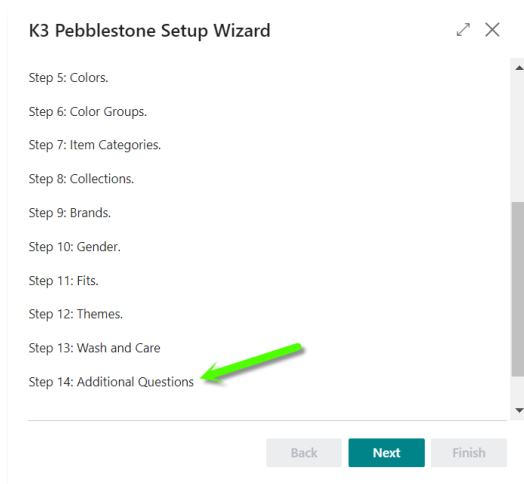 K3 Pebblestone Setup Wizard
Step 5: Colors.
Step 6: Color Groups.
Step 7: Item Categories.
Step 8: Collections.
Step 9: Brands.
Step 10: Gender.
Step 11: Fits.
Step 12: Themes.
Step 13: Wash and Care
Step 14: Additional Questions
Back Next Finish